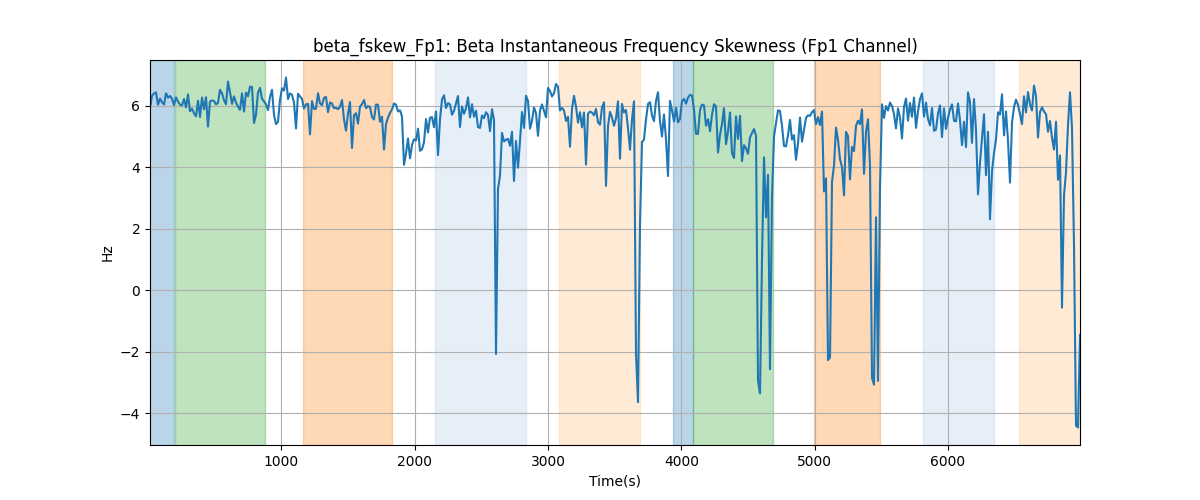 beta_fskew_Fp1: Beta Instantaneous Frequency Skewness (Fp1 Channel)
6
4
2
0
−2
−4
Hz
1000 2000 3000 4000 5000 6000
Time(s)